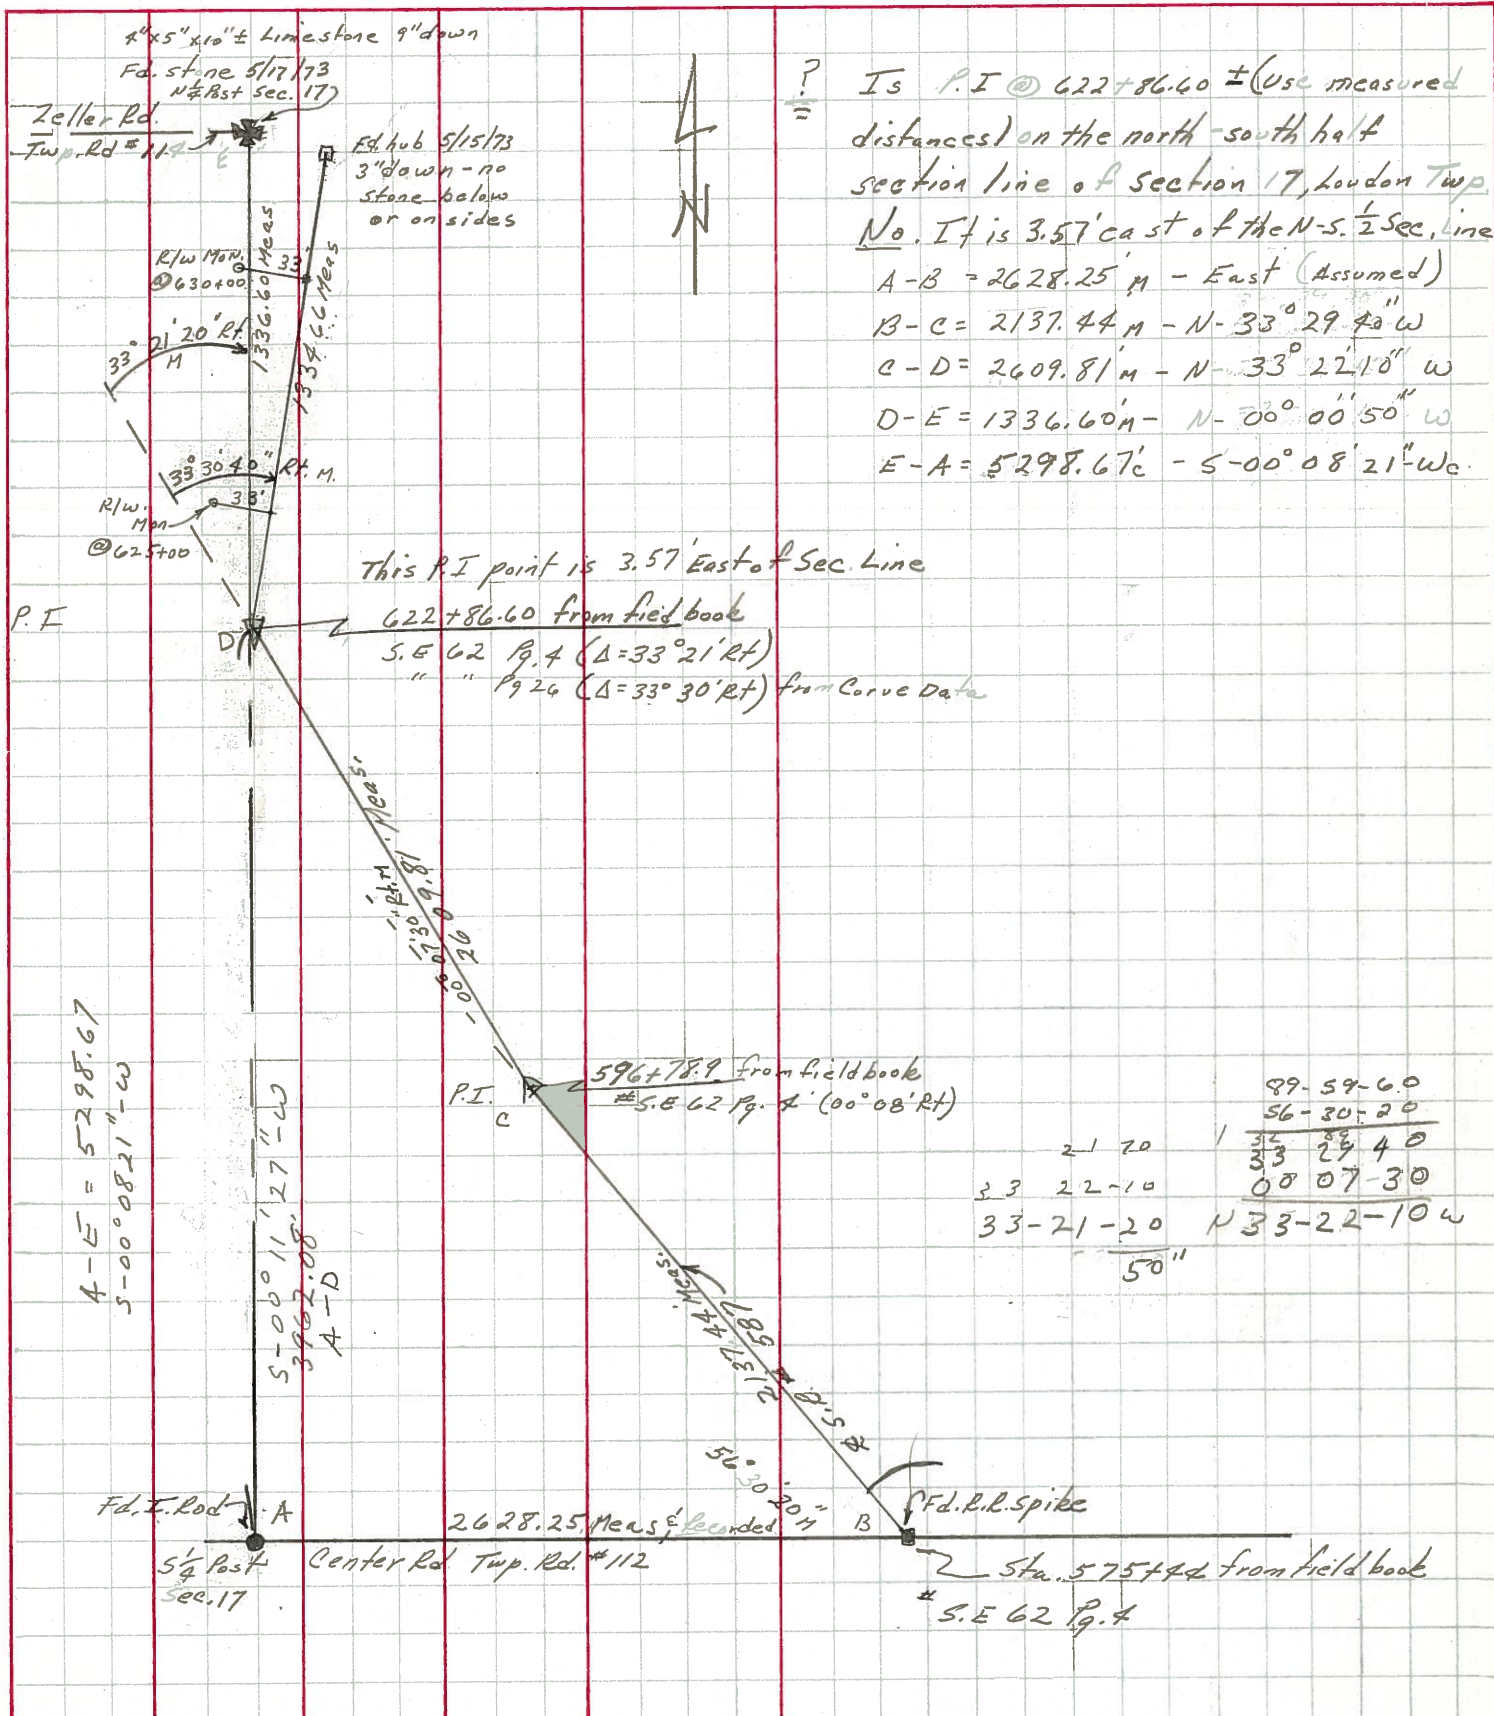 4"x5"x10"± Limestone 9" down
Fd. stone 5/17/73
N¼ Post Sec. 17
Zeller Rd.
Twp. Rd # 114
E
Fd. hub 5/15/73
3" down - no
stone below
or on sides
R/W Mon.
@ 630+00
33'
1336.60 Meas
1334.66 Meas
33° 21' 20" Rt.
M
33° 30' 40" Rt. M.
33'
R/W.
Mon
@ 625+00
? Is P.I @ 622+86.60 ± (Use measured
distances) on the north-south half
section line of Section 17, Loudon Twp.
No. It is 3.57' east of the N-S. ½ Sec. Line
A-B = 2628.25' M - East (Assumed)
B-C = 2137.44 M - N-33° 29' 40" W
C-D = 2609.81' M - N-33° 22' 10" W
D-E = 1336.60' M - N-00° 00' 50" W
E-A = 5298.67' c - S-00° 08' 21"-W c.
N
This P.I point is 3.57' East of Sec. Line
P.I
D
622+86.60 from field book
S.E 62 Pg. 4 (Δ=33° 21' Rt)
" " Pg 26 (Δ=33° 30' Rt) from Curve Data
2609.81 Meas.
00° 07' 30" Rt. M
P.I.
C
596+78.9 from field book
# S.E 62 Pg. 4 (00° 08' Rt)
A-E = 5298.67
S-00° 08 21"-W
S-00° 11' 27"-W
3962.08'
A-D
89-59-60
56-30-20
33 29 40
00 07-30
N 33-22-10 W
21 70
33 22-10
33-21-20
50"
2137.44 Meas.
S.R. 587
56° 30' 20"
M
Fd. I. Rod
A
2628.25 Meas, & Recorded
B
Fd. R.R. Spike
S¼ Post
Sec. 17
Center Rd. Twp. Rd. #112
Sta. 575+44 from field book
# S.E 62 Pg. 4